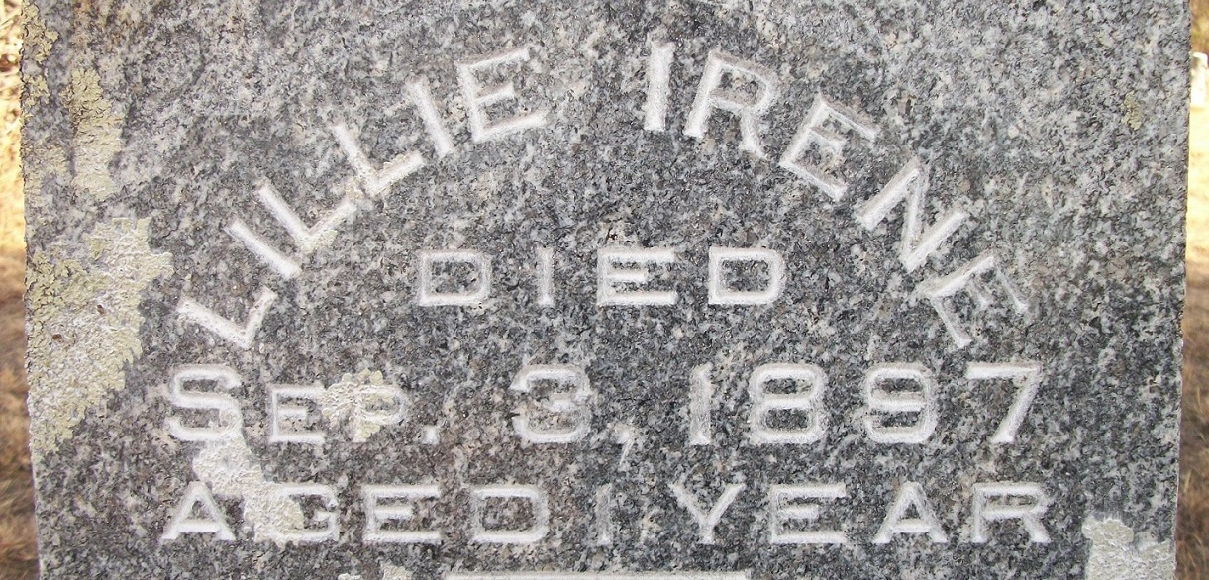 LILLIE IRENE
DIED
SEP. 3, 1897
AGED 1 YEAR